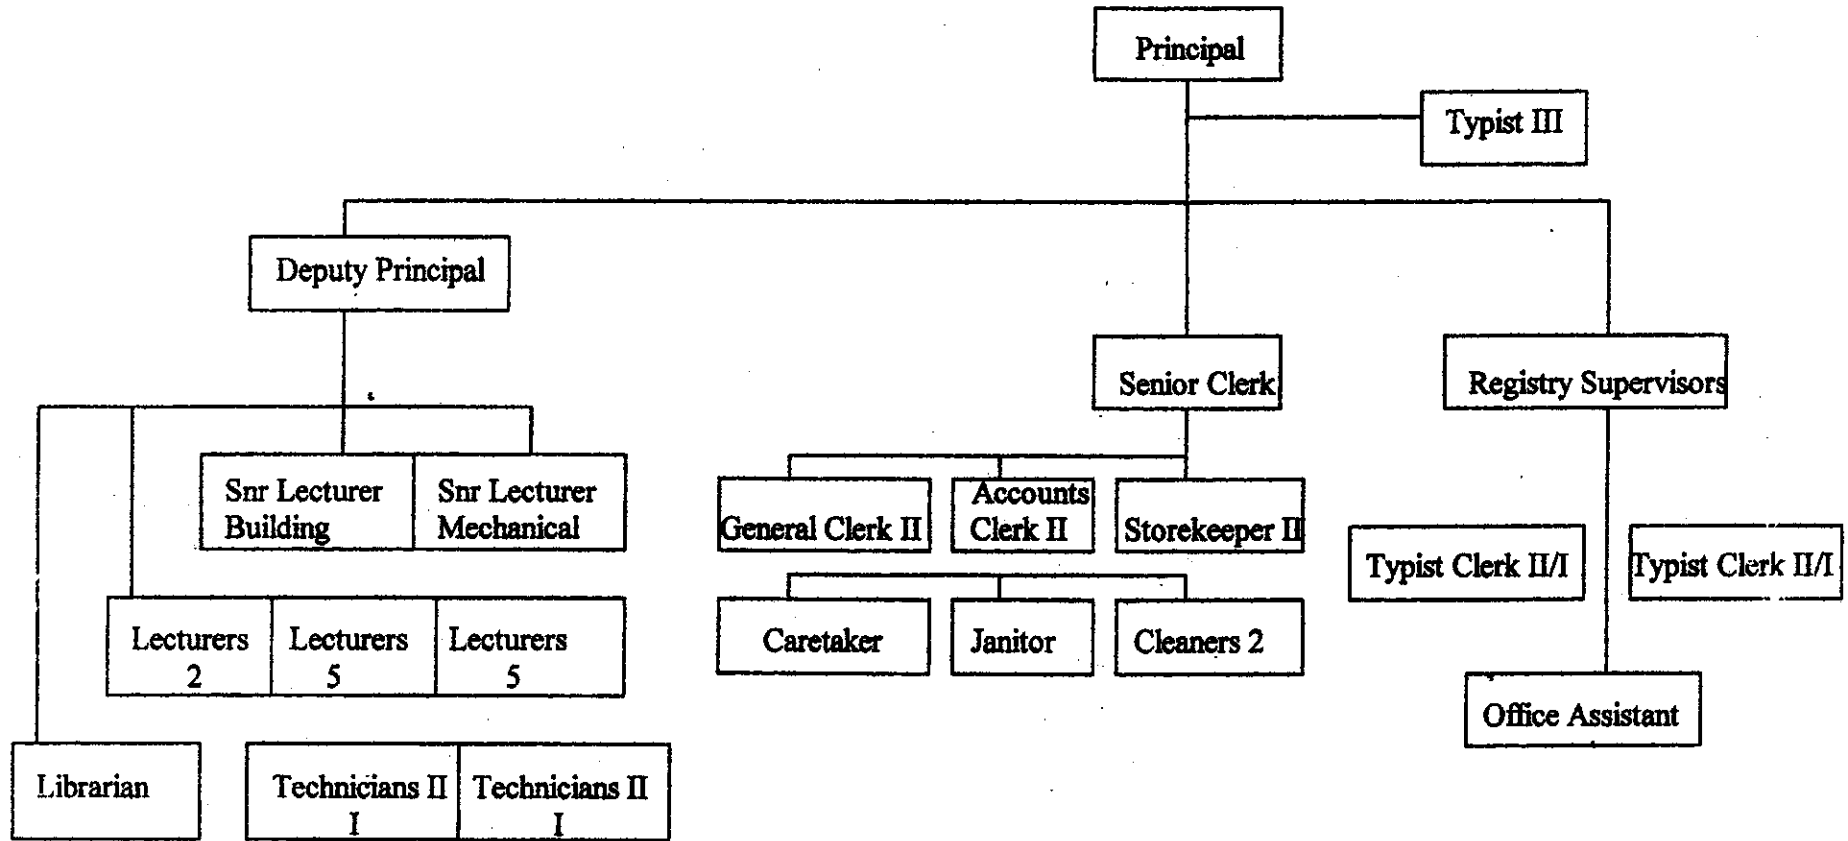 Principal
Typist III
Deputy Principal
Senior Clerk
Registry Supervisors
Snr Lecturer
Building
Snr Lecturer
Mechanical
General Clerk II
Accounts
Clerk II
Storekeeper II
Typist Clerk II/I
Typist Clerk II/I
Lecturers
2
Lecturers
5
Lecturers
5
Caretaker
Janitor
Cleaners 2
Office Assistant
Librarian
Technicians II
I
Technicians II
I